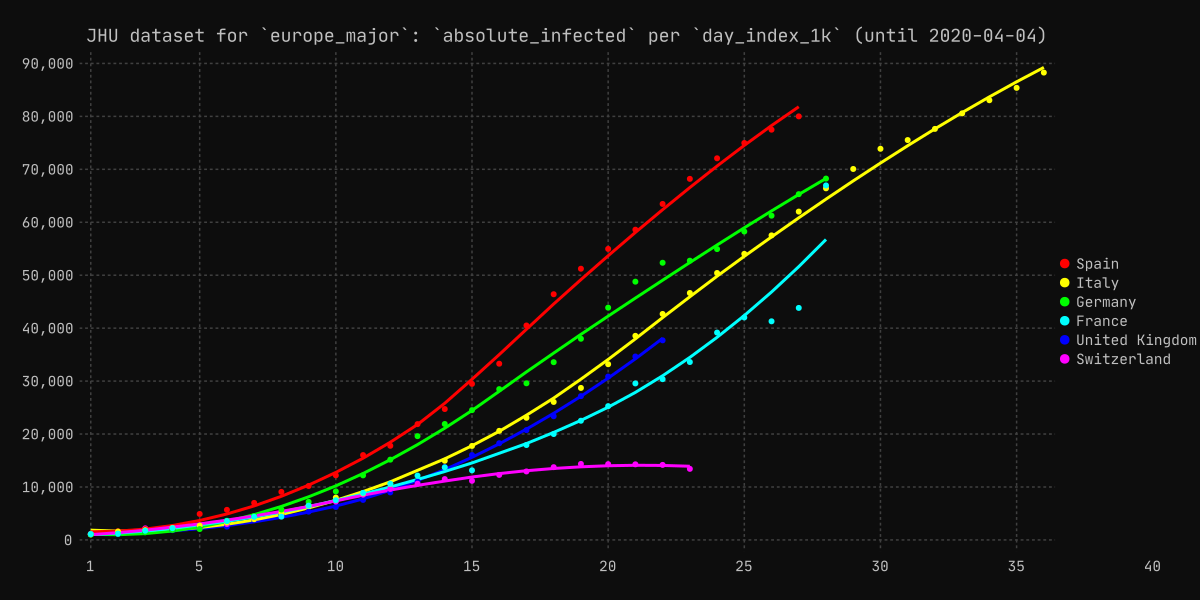 JHU dataset for `europe_major`: `absolute_infected` per `day_index_1k` (until 2020-04-04)
90,000
80,000
70,000
60,000
50,000
40,000
30,000
20,000
10,000
0
1 5 10 15 20 25 30 35 40
Spain
Italy
Germany
France
United Kingdom
Switzerland